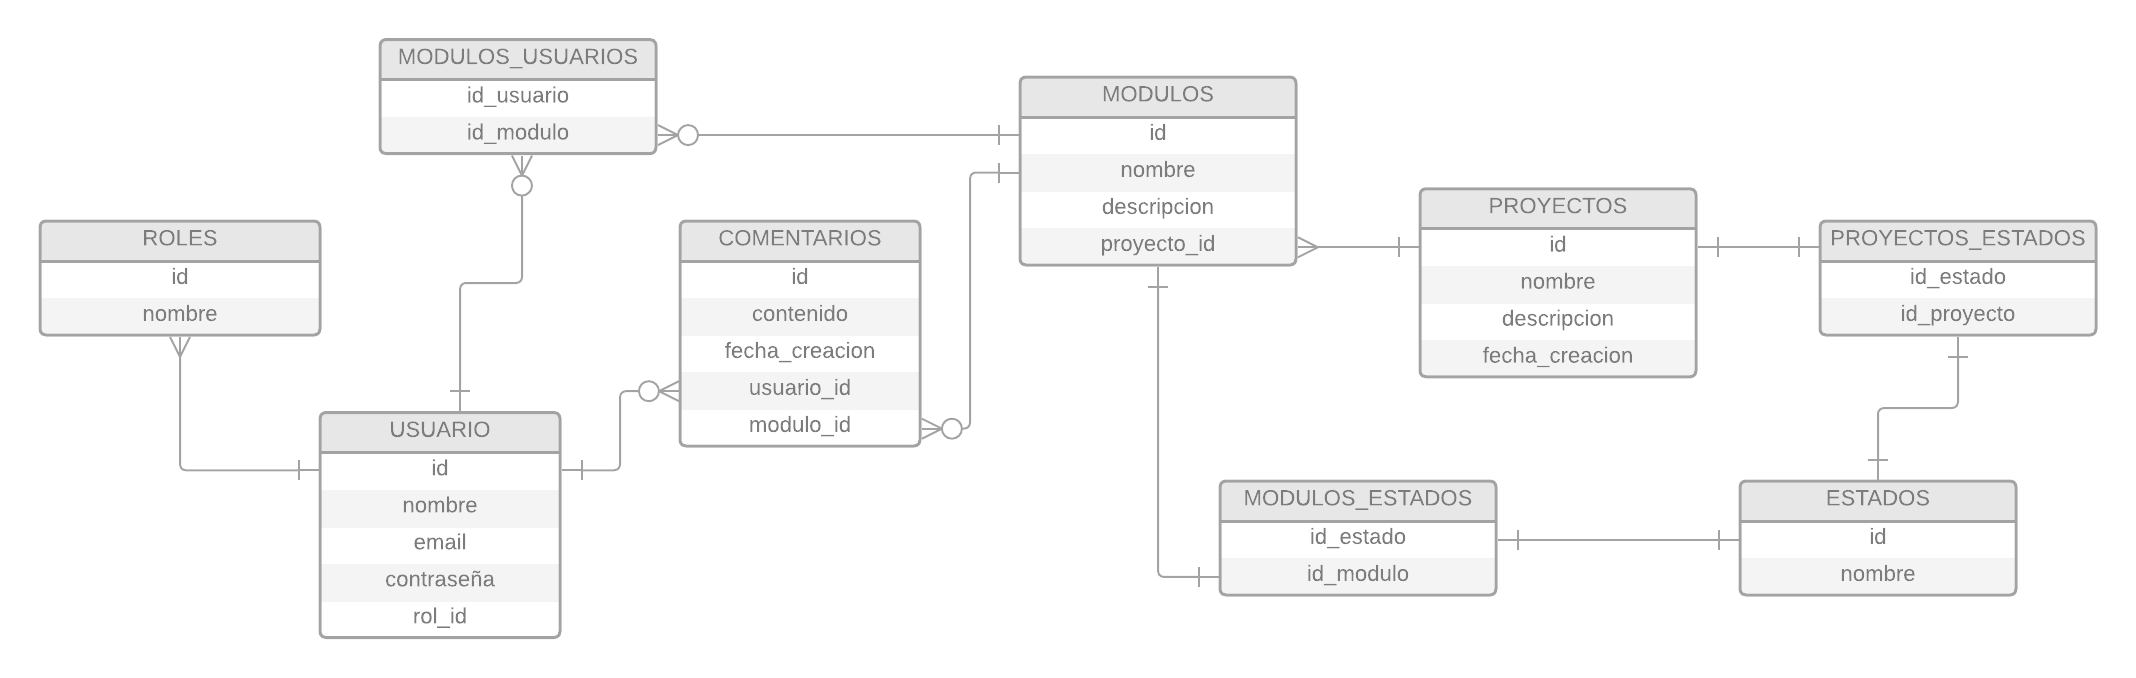 MODULOS_USUARIOS
id_usuario
id_modulo
ROLES
id
nombre
USUARIO
id
nombre
email
contraseña
rol_id
COMENTARIOS
id
contenido
fecha_creacion
usuario_id
modulo_id
MODULOS
id
nombre
descripcion
proyecto_id
PROYECTOS
id
nombre
descripcion
fecha_creacion
PROYECTOS_ESTADOS
id_estado
id_proyecto
MODULOS_ESTADOS
id_estado
id_modulo
ESTADOS
id
nombre